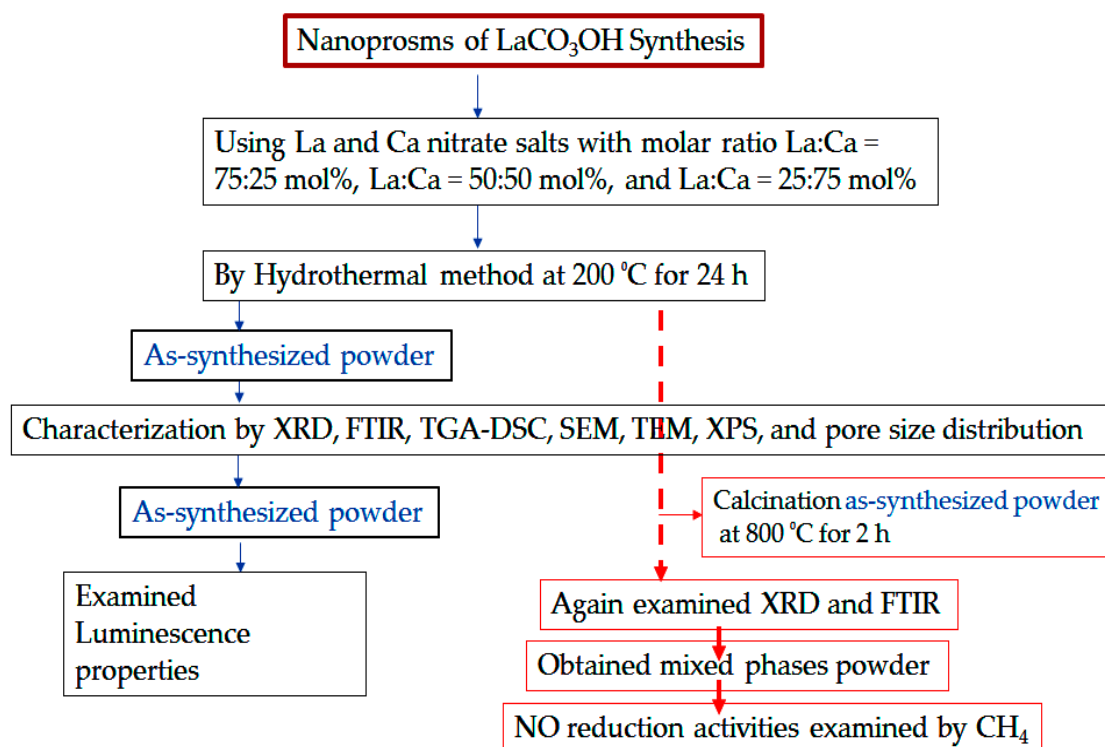 Nanoprosms of LaCO₃OH Synthesis
Using La and Ca nitrate salts with molar ratio La:Ca =
75:25 mol%, La:Ca = 50:50 mol%, and La:Ca = 25:75 mol%
By Hydrothermal method at 200 ⁰C for 24 h
As-synthesized powder
Characterization by XRD, FTIR, TGA-DSC, SEM, TEM, XPS, and pore size distribution
As-synthesized powder
Calcination as-synthesized powder
at 800 ⁰C for 2 h
Examined
Luminescence
properties
Again examined XRD and FTIR
Obtained mixed phases powder
NO reduction activities examined by CH₄